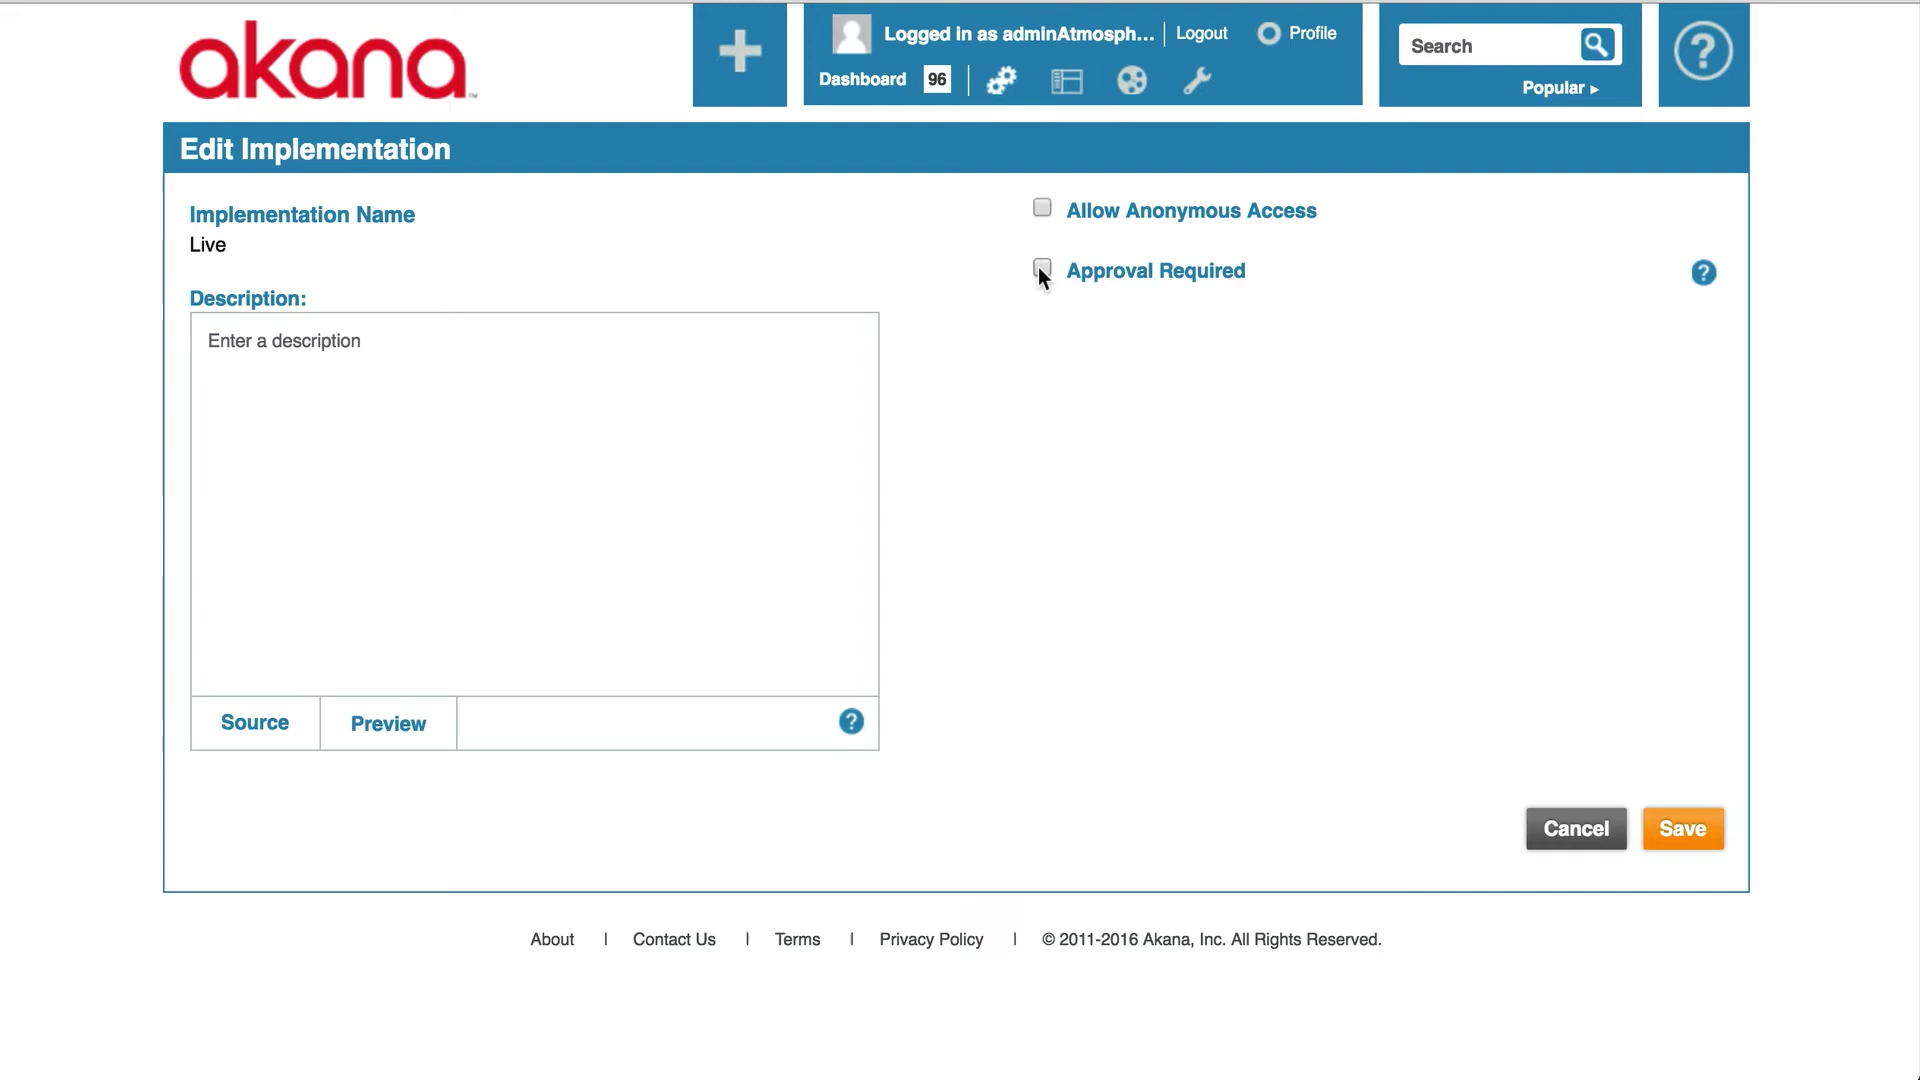 akana
Logged in as adminAtmosph... Logout Profile
Dashboard 96
Search
Popular ▸
?
Edit Implementation
Implementation Name
Live
Description:
Enter a description
Source Preview ?
Allow Anonymous Access
Approval Required ?
Cancel Save
About | Contact Us | Terms | Privacy Policy | © 2011-2016 Akana, Inc. All Rights Reserved.